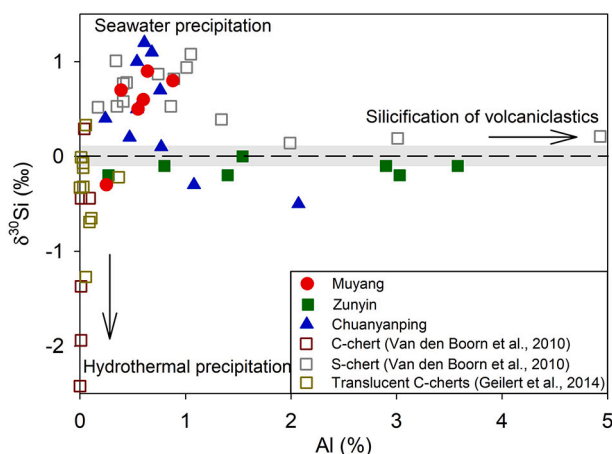 Seawater precipitation
1
Silicification of volcaniclastics
0
δ³⁰Si (‰)
-1
-2
Hydrothermal precipitation
Muyang
Zunyin
Chuanyanping
C-chert (Van den Boorn et al., 2010)
S-chert (Van den Boorn et al., 2010)
Translucent C-cherts (Geilert et al., 2014)
0 1 2 3 4 5
Al (%)